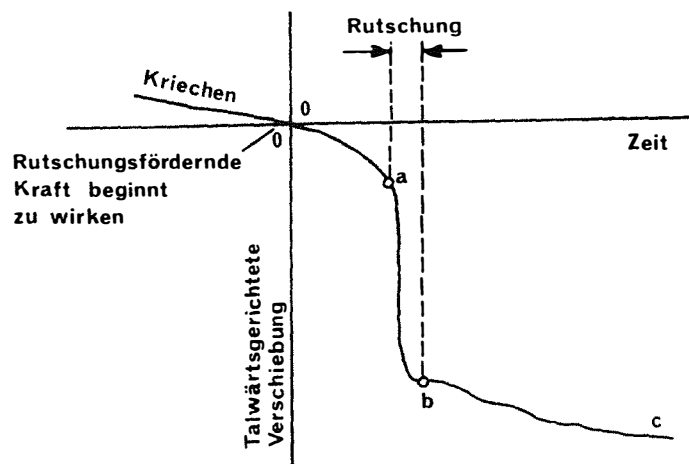 Rutschung
Kriechen
0
0
Zeit
Rutschungsfördernde
Kraft beginnt
zu wirken
a
Talwärtsgerichtete
Verschiebung
b
c